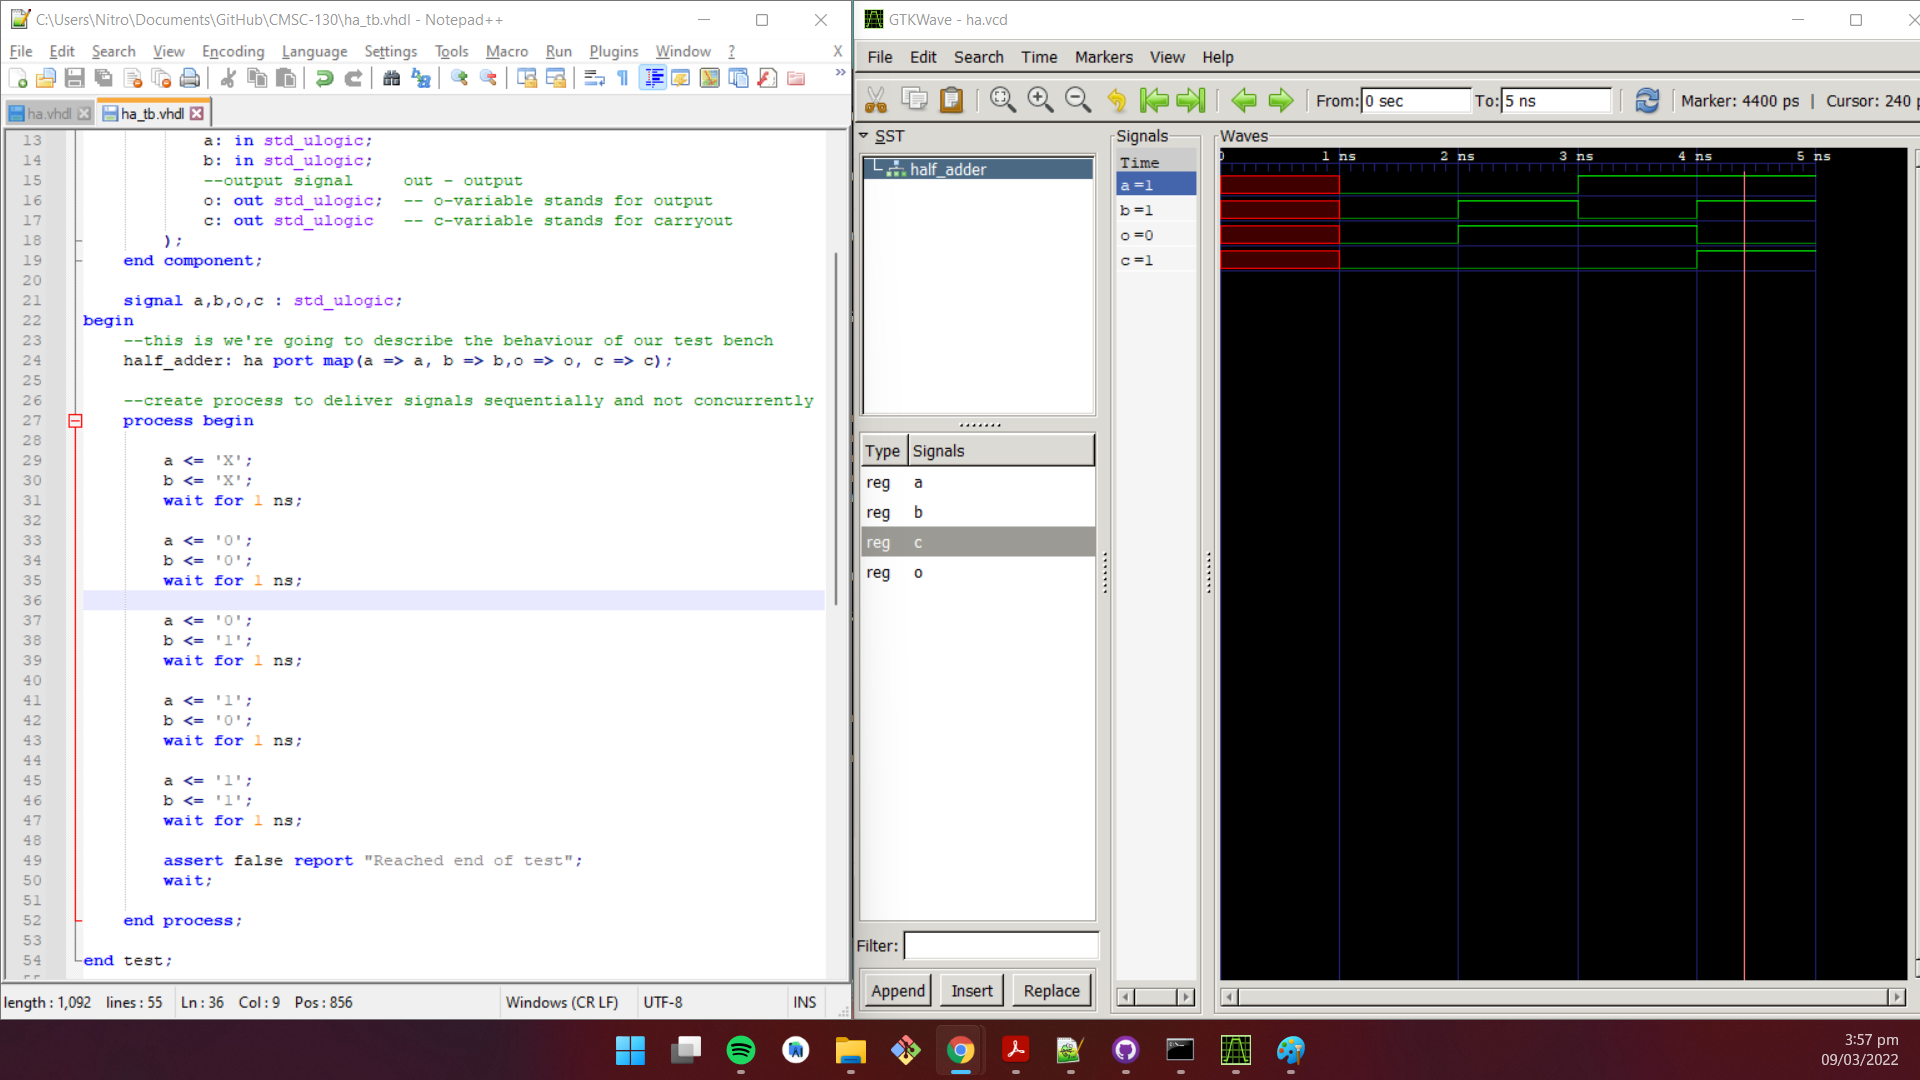 C:\Users\Nitro\Documents\GitHub\CMSC-130\ha_tb.vhdl - Notepad++
File Edit Search View Encoding Language Settings Tools Macro Run Plugins Window ? X
ha.vhdl ha_tb.vhdl
13 a: in std_ulogic;
14 b: in std_ulogic;
15 --output signal out - output
16 o: out std_ulogic; -- o-variable stands for output
17 c: out std_ulogic -- c-variable stands for carryout
18 );
19 end component;
20
21 signal a,b,o,c : std_ulogic;
22 begin
23 --this is we're going to describe the behaviour of our test bench
24 half_adder: ha port map(a => a, b => b,o => o, c => c);
25
26 --create process to deliver signals sequentially and not concurrently
27 process begin
28
29 a <= 'X';
30 b <= 'X';
31 wait for 1 ns;
32
33 a <= '0';
34 b <= '0';
35 wait for 1 ns;
36
37 a <= '0';
38 b <= '1';
39 wait for 1 ns;
40
41 a <= '1';
42 b <= '0';
43 wait for 1 ns;
44
45 a <= '1';
46 b <= '1';
47 wait for 1 ns;
48
49 assert false report "Reached end of test";
50 wait;
51
52 end process;
53
54 end test;
length : 1,092 lines : 55 Ln : 36 Col : 9 Pos : 856 Windows (CR LF) UTF-8 INS
GTKWave - ha.vcd
File Edit Search Time Markers View Help
From: 0 sec To: 5 ns Marker: 4400 ps | Cursor: 240 p
SST
half_adder
Type Signals
reg a
reg b
reg c
reg o
Filter:
Append Insert Replace
Signals
Time
a =1
b =1
o =0
c =1
Waves
0 1 ns 2 ns 3 ns 4 ns 5 ns
3:57 pm
09/03/2022